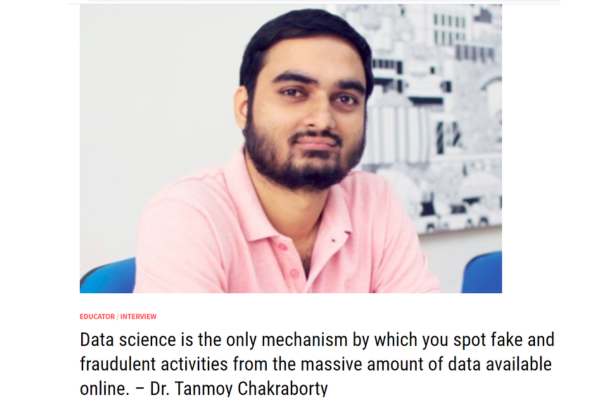 EDUCATOR | INTERVIEW
Data science is the only mechanism by which you spot fake and
fraudulent activities from the massive amount of data available
online. – Dr. Tanmoy Chakraborty